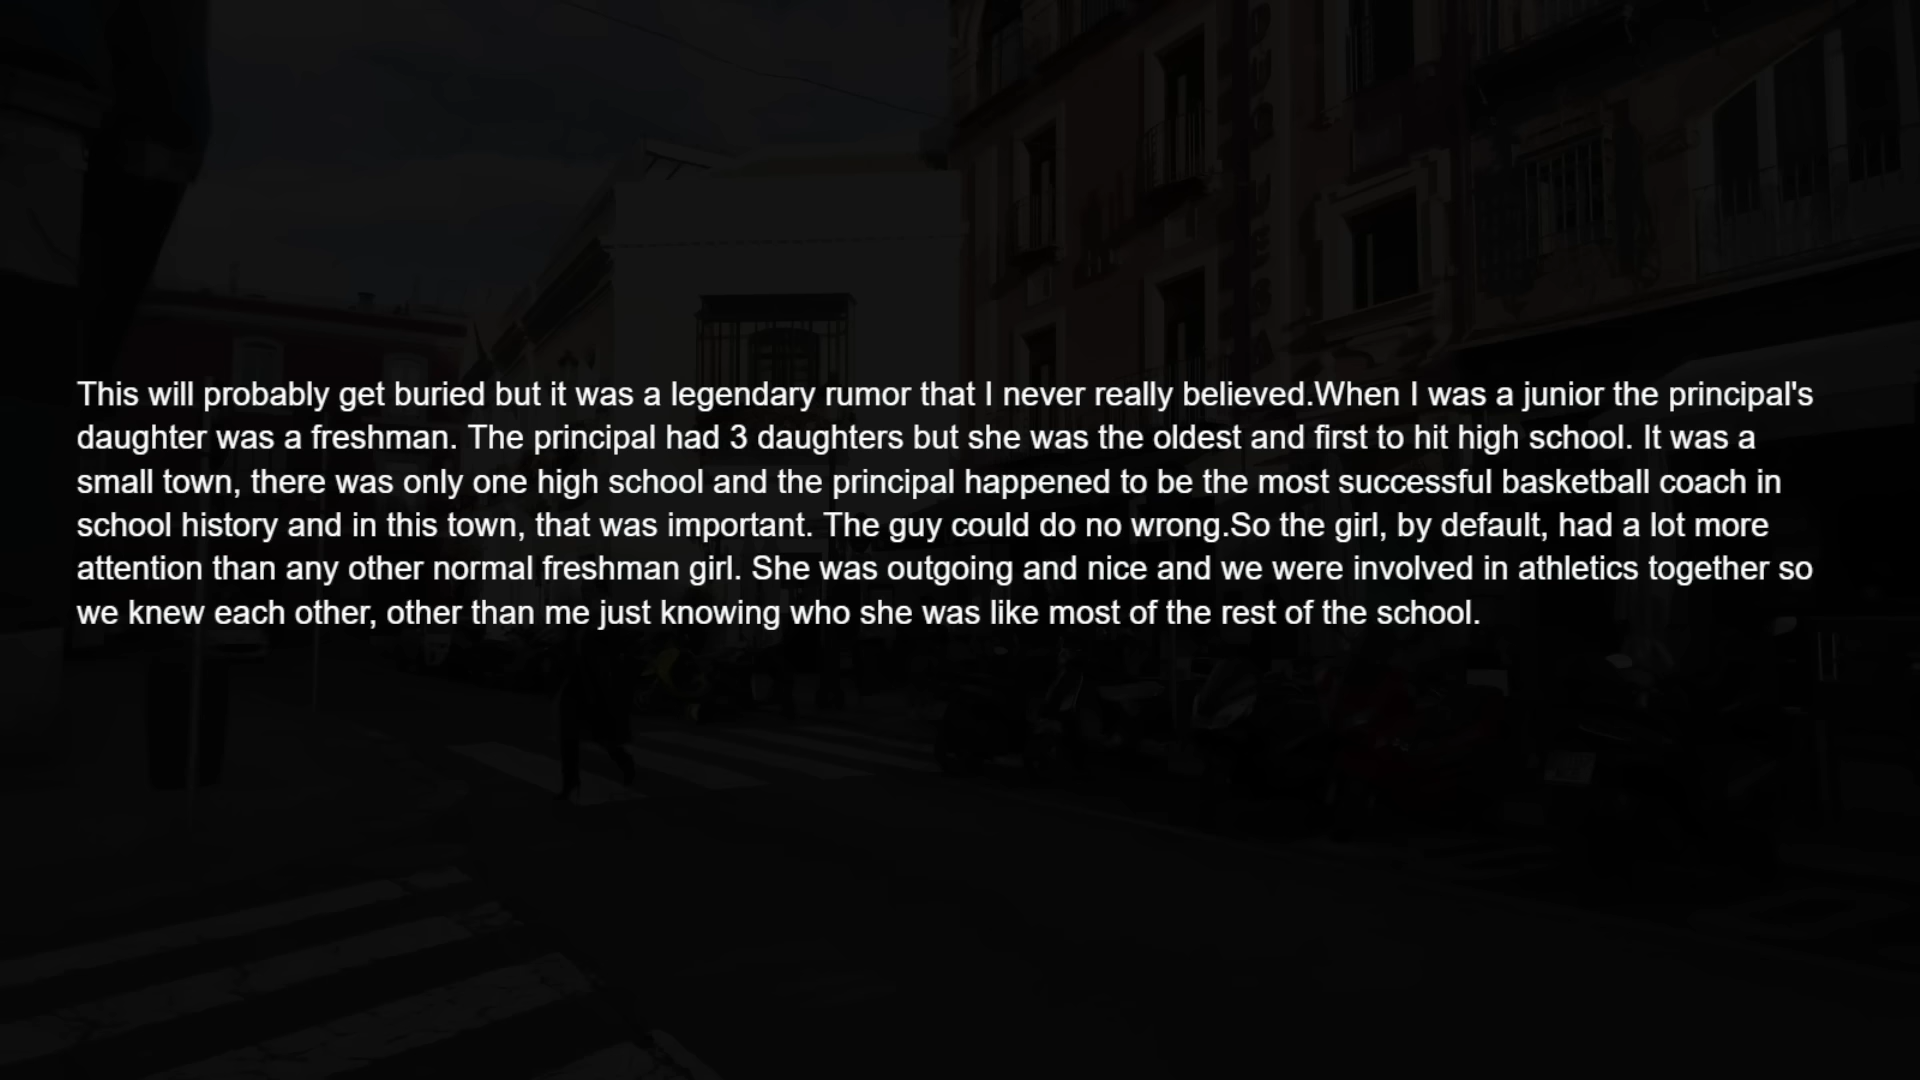 This will probably get buried but it was a legendary rumor that I never really believed.When I was a junior the principal's
daughter was a freshman. The principal had 3 daughters but she was the oldest and first to hit high school. It was a
small town, there was only one high school and the principal happened to be the most successful basketball coach in
school history and in this town, that was important. The guy could do no wrong.So the girl, by default, had a lot more
attention than any other normal freshman girl. She was outgoing and nice and we were involved in athletics together so
we knew each other, other than me just knowing who she was like most of the rest of the school.